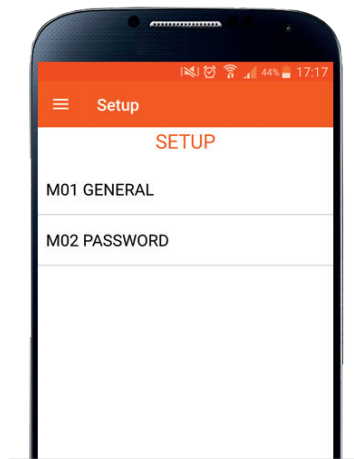 44% 17:17
Setup
SETUP
M01 GENERAL
M02 PASSWORD